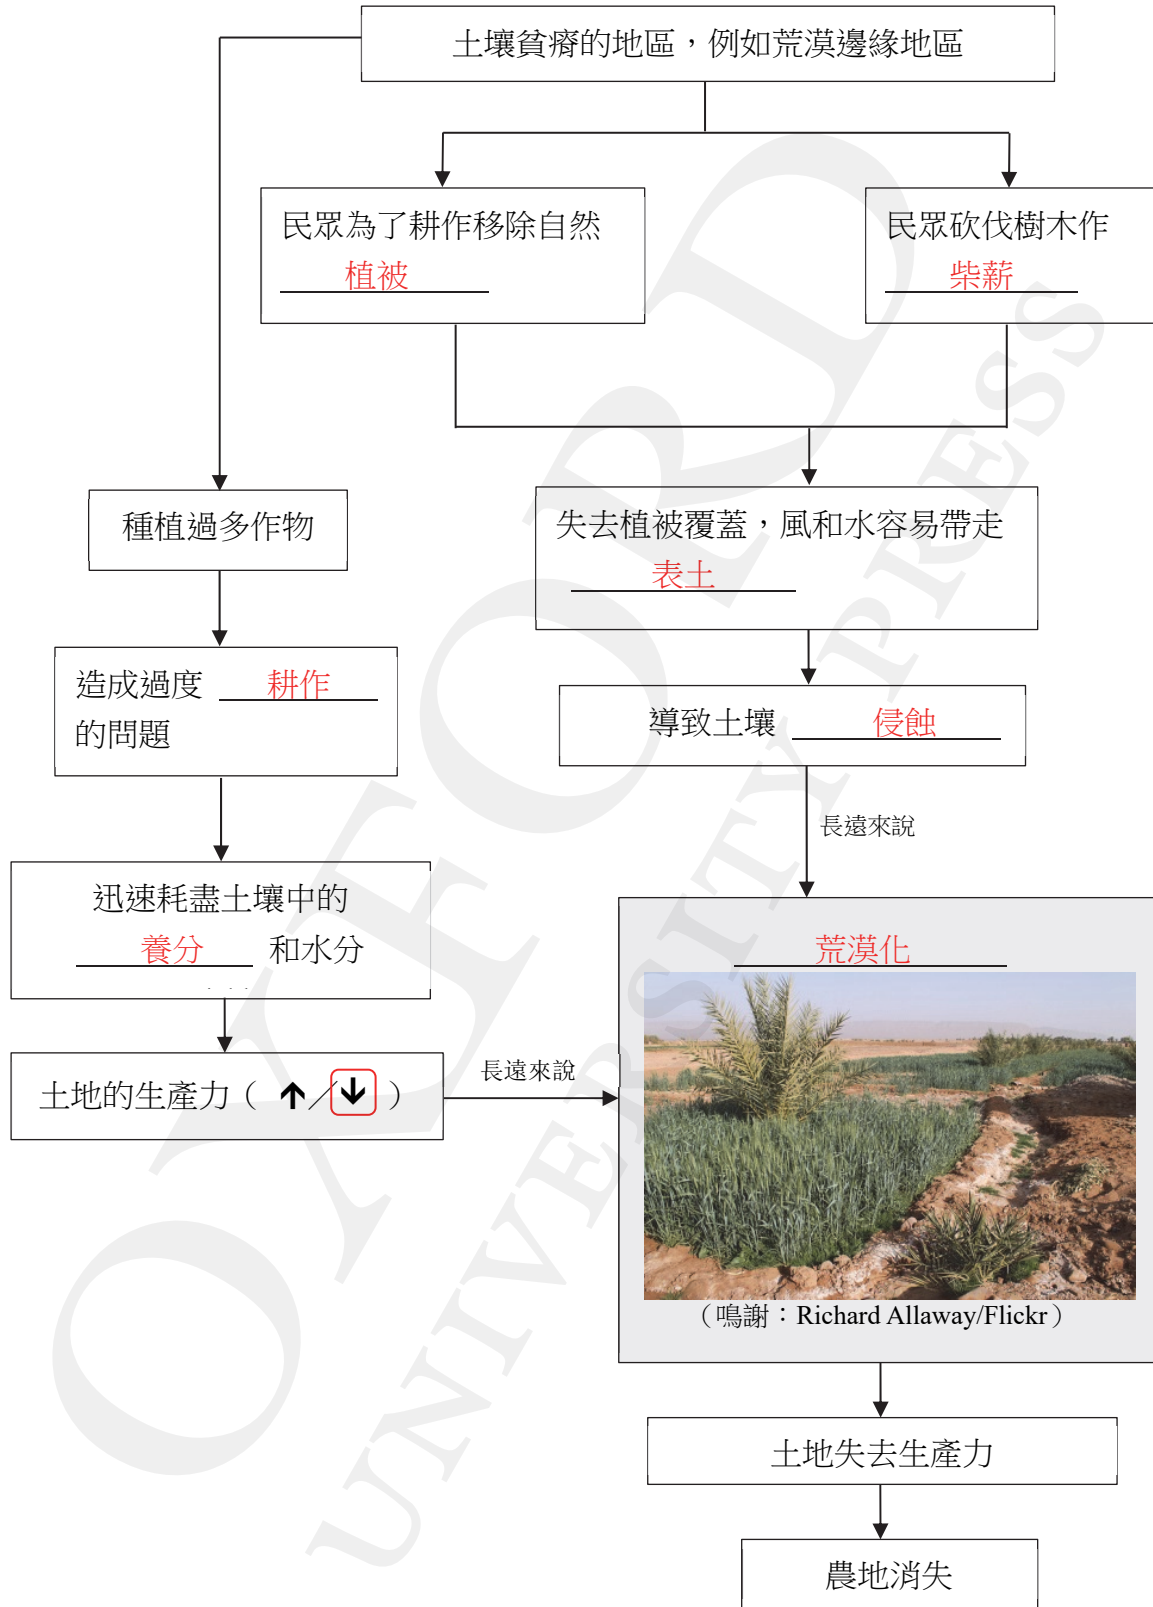 土壤貧瘠的地區，例如荒漠邊緣地區
民眾為了耕作移除自然
植被
民眾砍伐樹木作
柴薪
種植過多作物
失去植被覆蓋，風和水容易帶走
表土
造成過度 耕作
的問題
導致土壤 侵蝕
長遠來說
迅速耗盡土壤中的
養分 和水分
荒漠化
土地的生產力（ ↑／↓ ）
長遠來說
（鳴謝：Richard Allaway/Flickr）
土地失去生產力
農地消失
OXFORD
UNIVERSITY PRESS